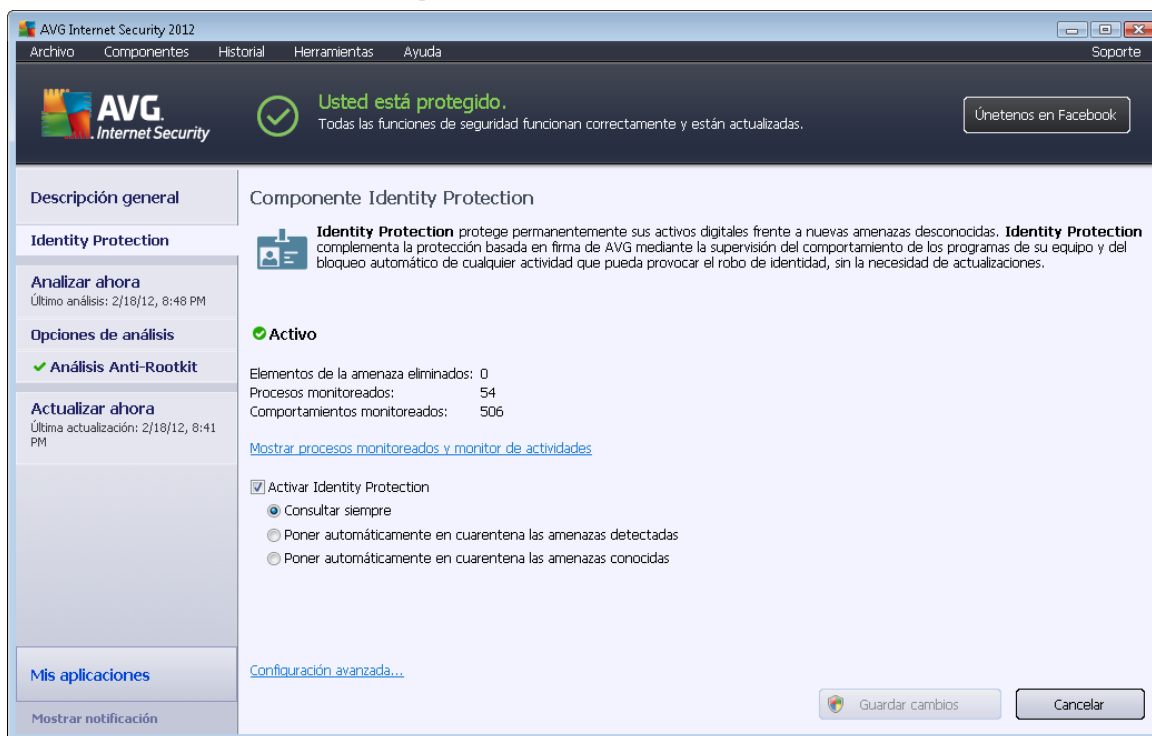 AVG Internet Security 2012
Archivo Componentes Historial Herramientas Ayuda Soporte
AVG.
Internet Security
Usted está protegido.
Todas las funciones de seguridad funcionan correctamente y están actualizadas.
Únetenos en Facebook
Descripción general
Identity Protection
Analizar ahora
Último análisis: 2/18/12, 8:48 PM
Opciones de análisis
Análisis Anti-Rootkit
Actualizar ahora
Última actualización: 2/18/12, 8:41
PM
Mis aplicaciones
Mostrar notificación
Componente Identity Protection
Identity Protection protege permanentemente sus activos digitales frente a nuevas amenazas desconocidas. Identity Protection
complementa la protección basada en firma de AVG mediante la supervisión del comportamiento de los programas de su equipo y del
bloqueo automático de cualquier actividad que pueda provocar el robo de identidad, sin la necesidad de actualizaciones.
Activo
Elementos de la amenaza eliminados: 0
Procesos monitoreados: 54
Comportamientos monitoreados: 506
Mostrar procesos monitoreados y monitor de actividades
Activar Identity Protection
Consultar siempre
Poner automáticamente en cuarentena las amenazas detectadas
Poner automáticamente en cuarentena las amenazas conocidas
Configuración avanzada...
Guardar cambios
Cancelar